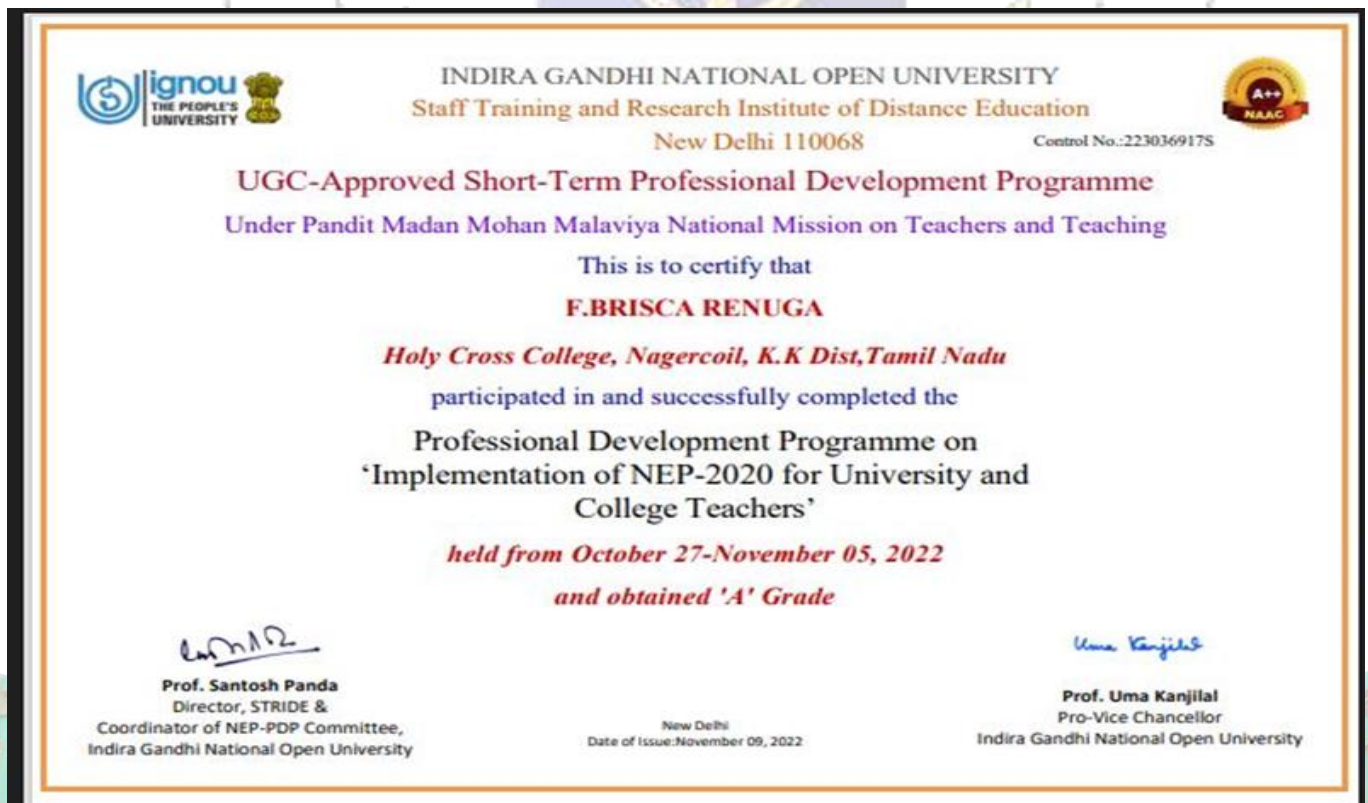 ignou
THE PEOPLE'S
UNIVERSITY
INDIRA GANDHI NATIONAL OPEN UNIVERSITY
Staff Training and Research Institute of Distance Education
New Delhi 110068
A++
NAAC
Control No.:223036917S
UGC-Approved Short-Term Professional Development Programme
Under Pandit Madan Mohan Malaviya National Mission on Teachers and Teaching
This is to certify that
F.BRISCA RENUGA
Holy Cross College, Nagercoil, K.K Dist,Tamil Nadu
participated in and successfully completed the
Professional Development Programme on
‘Implementation of NEP-2020 for University and
College Teachers’
held from October 27-November 05, 2022
and obtained 'A' Grade
Prof. Santosh Panda
Director, STRIDE &
Coordinator of NEP-PDP Committee,
Indira Gandhi National Open University
New Delhi
Date of Issue:November 09, 2022
Uma Kanjilal
Prof. Uma Kanjilal
Pro-Vice Chancellor
Indira Gandhi National Open University